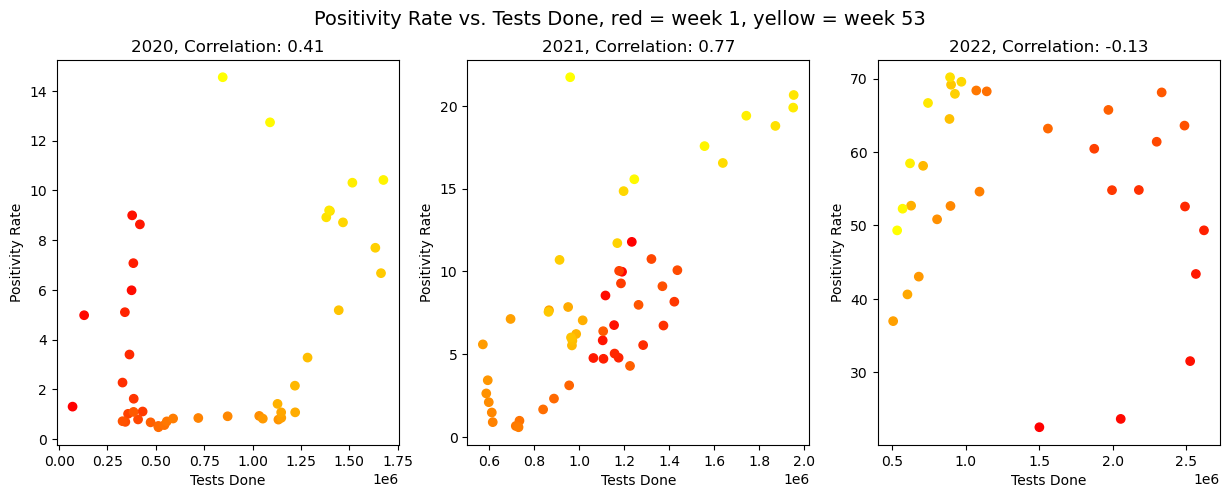 Positivity Rate vs. Tests Done, red = week 1, yellow = week 53
2020, Correlation: 0.41
14
12
10
8
6
4
2
0
Positivity Rate
0.00 0.25 0.50 0.75 1.00 1.25 1.50 1.75
Tests Done
1e6
2021, Correlation: 0.77
20
15
10
5
0
Positivity Rate
0.6 0.8 1.0 1.2 1.4 1.6 1.8 2.0
Tests Done
1e6
2022, Correlation: -0.13
70
60
50
40
30
Positivity Rate
0.5 1.0 1.5 2.0 2.5
Tests Done
1e6